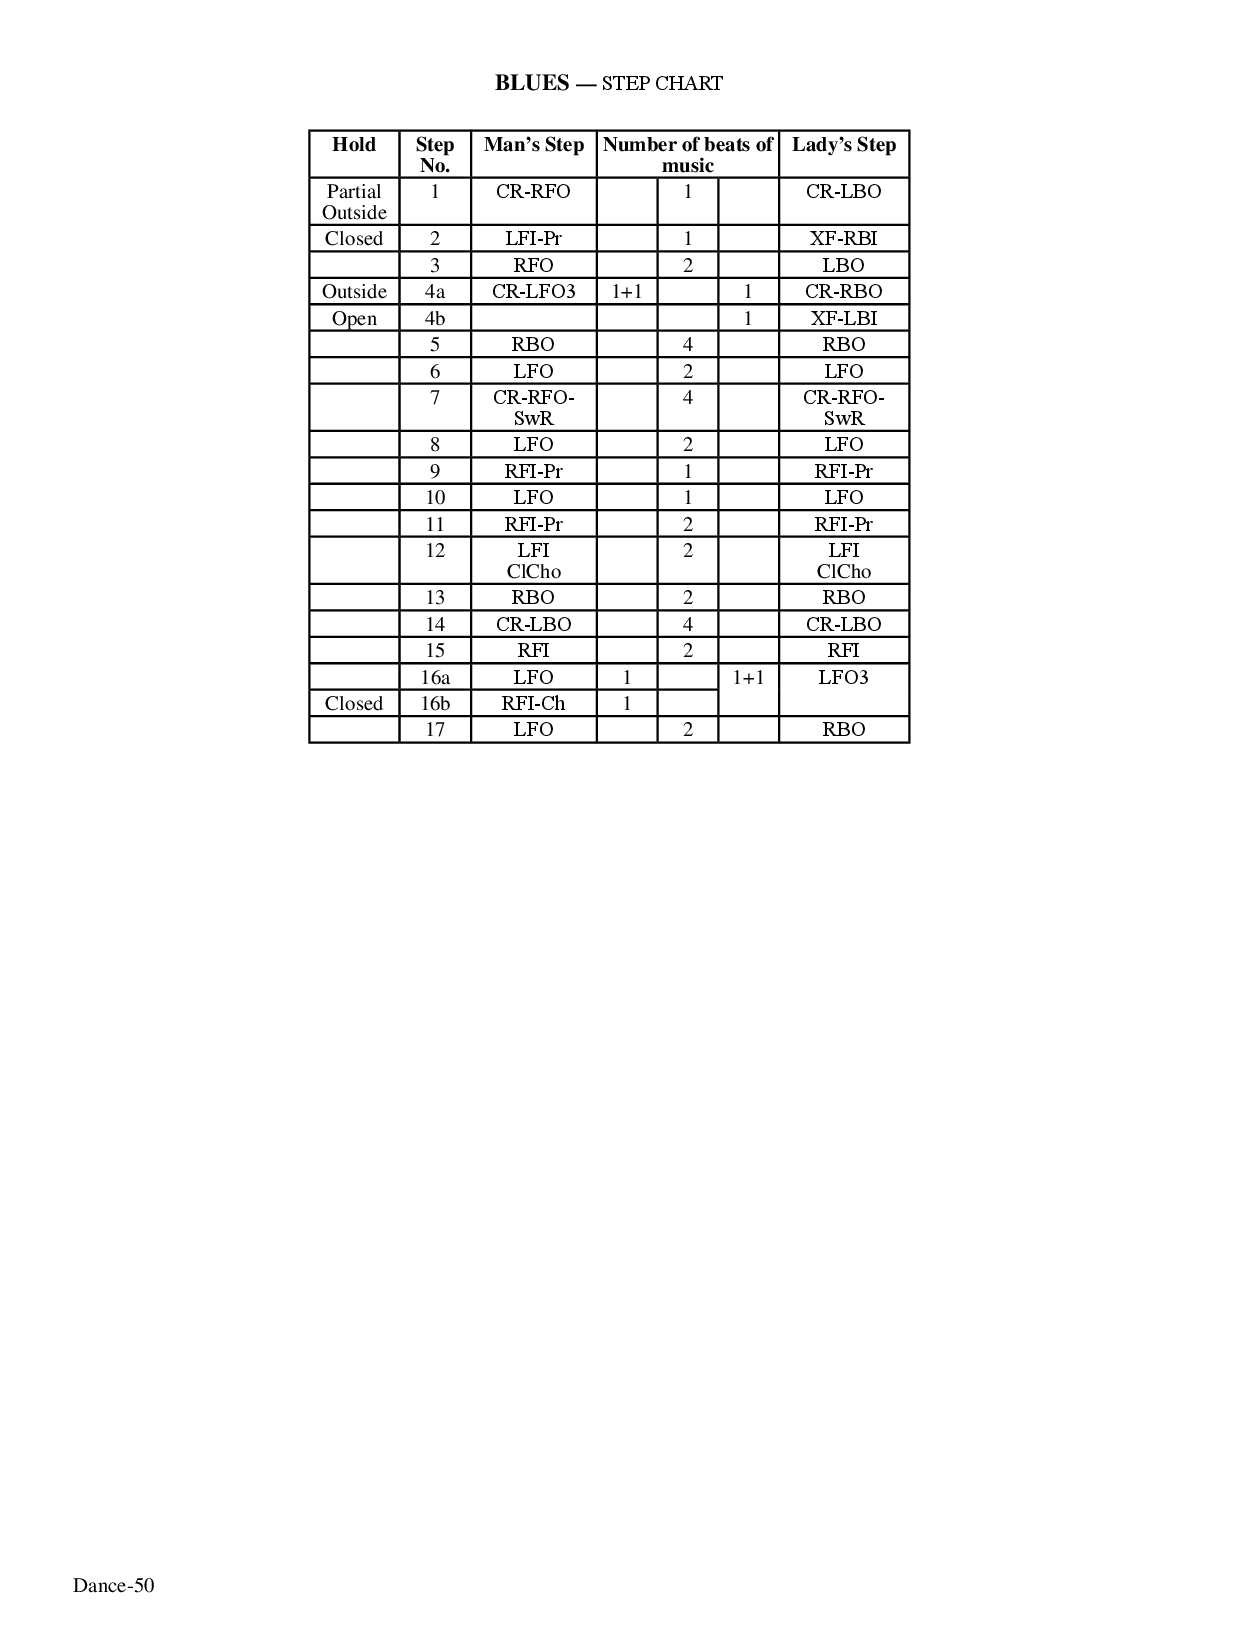 BLUES — STEP CHART
Hold Step Man's Step Number of beats of Lady's Step
No. music
Partial 1 CR-RFO 1 CR-LBO
Outside
Closed 2 LFI-Pr 1 XF-RBI
3 RFO 2 LBO
Outside 4a CR-LFO3 1+1 1 CR-RBO
Open 4b 1 XF-LBI
5 RBO 4 RBO
6 LFO 2 LFO
7 CR-RFO- 4 CR-RFO-
SwR SwR
8 LFO 2 LFO
9 RFI-Pr 1 RFI-Pr
10 LFO 1 LFO
11 RFI-Pr 2 RFI-Pr
12 LFI 2 LFI
ClCho ClCho
13 RBO 2 RBO
14 CR-LBO 4 CR-LBO
15 RFI 2 RFI
16a LFO 1 1+1 LFO3
Closed 16b RFI-Ch 1
17 LFO 2 RBO
Dance-50